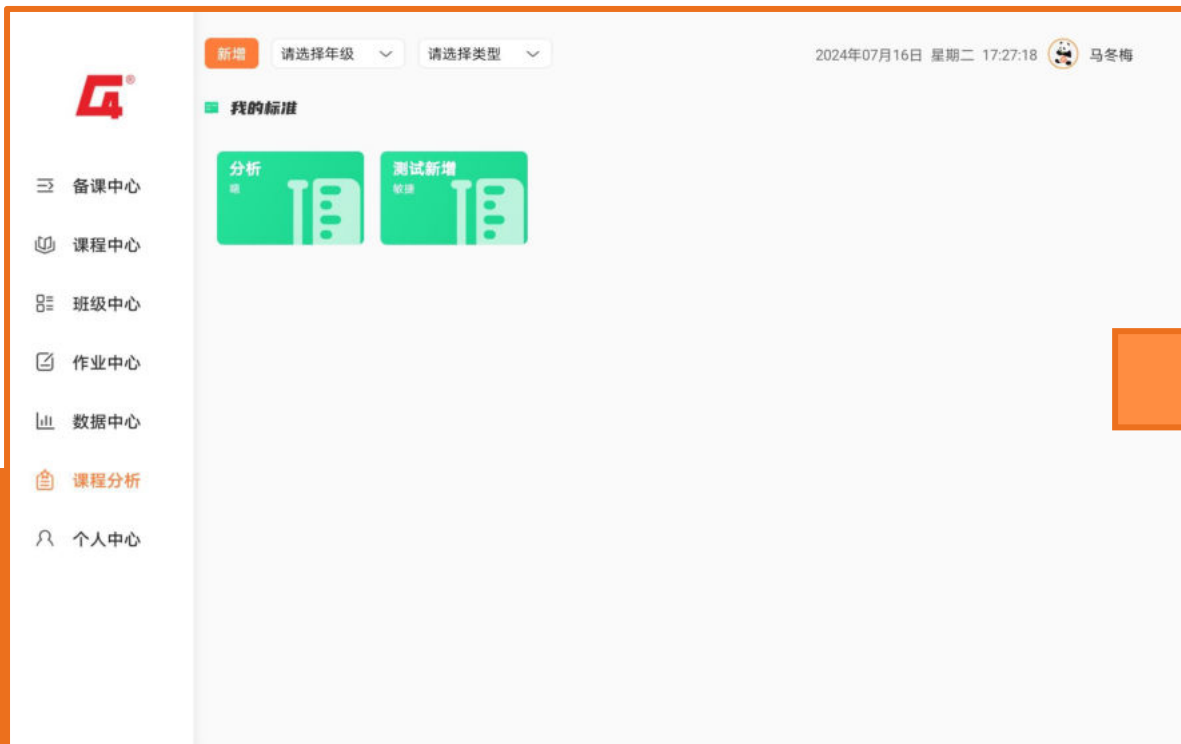 新增 请选择年级 请选择类型 2024年07月16日 星期二 17:27:18 马冬梅
G4®
我的标准
分析
测试新增
敏捷
备课中心
课程中心
班级中心
作业中心
数据中心
课程分析
个人中心